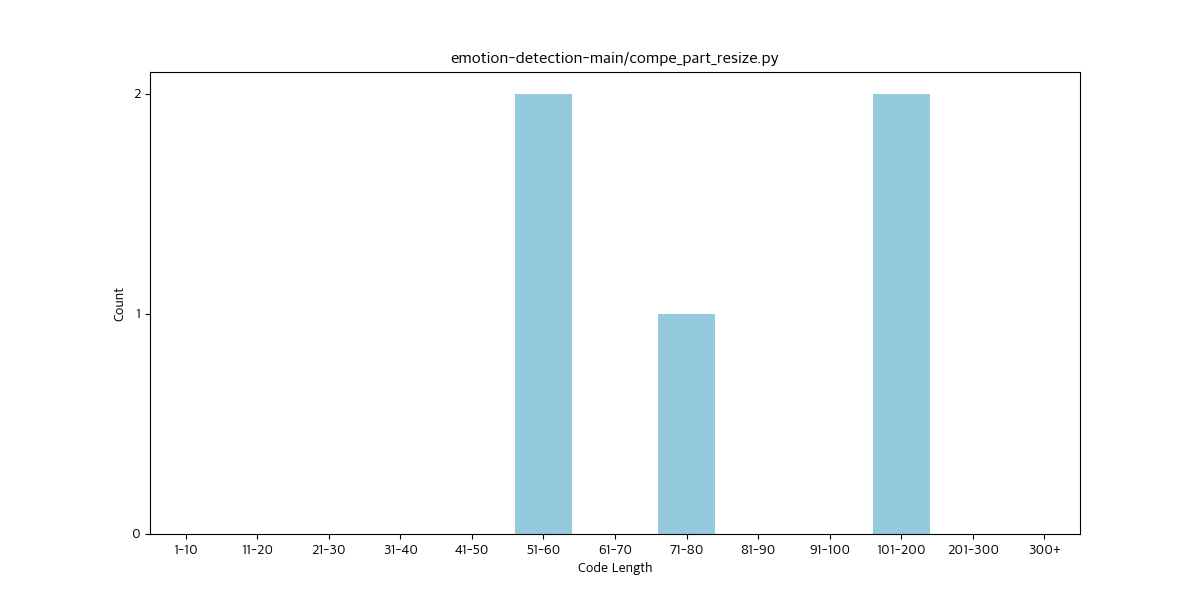 emotion-detection-main/compe_part_resize.py
2
1
0
Count
1-10 11-20 21-30 31-40 41-50 51-60 61-70 71-80 81-90 91-100 101-200 201-300 300+
Code Length